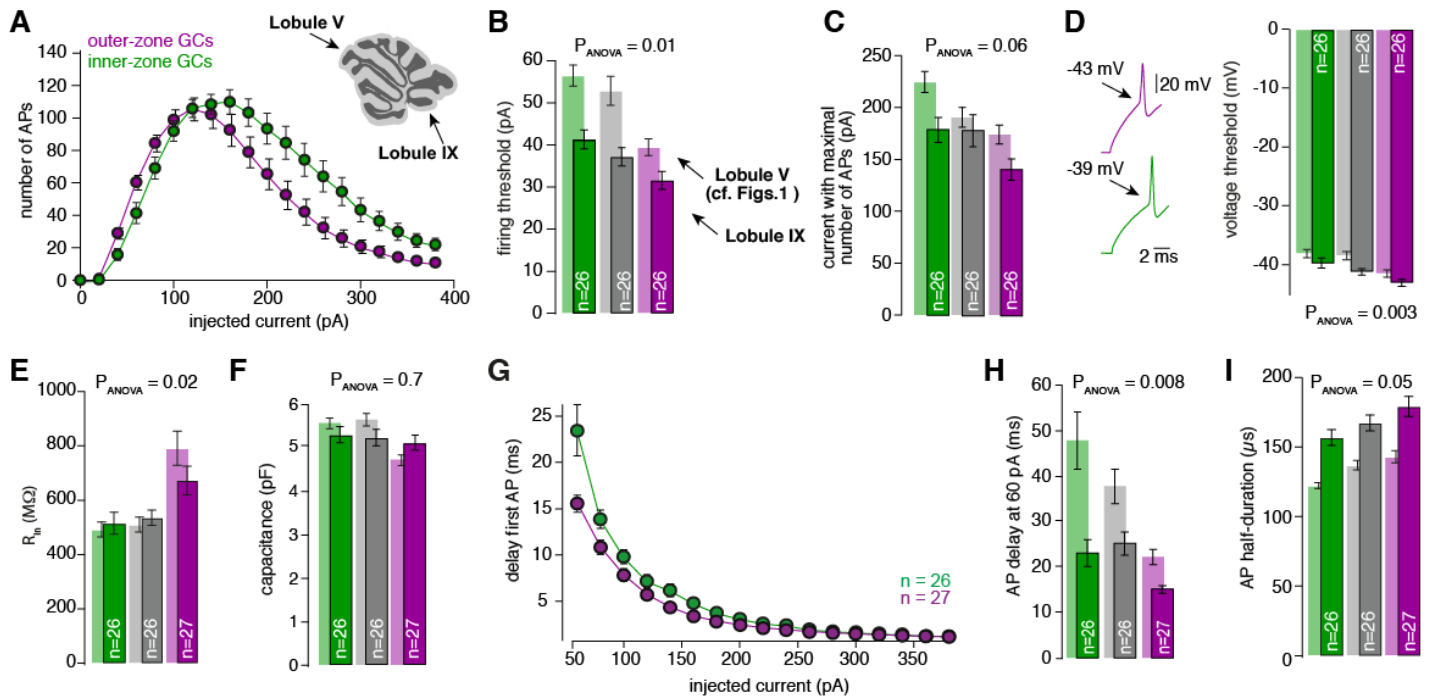 A
outer-zone GCs
inner-zone GCs
Lobule V
Lobule IX
number of APs
140
120
100
80
60
40
20
0
0
100
200
300
400
injected current (pA)
B
P ANOVA = 0.01
firing threshold (pA)
60
50
40
30
20
10
0
n=26
n=26
n=26
Lobule V
(cf. Figs.1 )
Lobule IX
C
P ANOVA = 0.06
current with maximal
number of APs (pA)
250
200
150
100
50
0
n=26
n=26
n=26
D
-43 mV
20 mV
-39 mV
2 ms
voltage threshold (mV)
0
-10
-20
-30
-40
n=26
n=26
n=26
P ANOVA = 0.003
E
P ANOVA = 0.02
R in (MΩ)
1000
800
600
400
200
0
n=26
n=26
n=27
F
P ANOVA = 0.7
capacitance (pF)
6
5
4
3
2
1
0
n=26
n=26
n=27
G
delay first AP (ms)
25
20
15
10
5
n = 26
n = 27
50
100
150
200
250
300
350
injected current (pA)
H
P ANOVA = 0.008
AP delay at 60 pA (ms)
60
50
40
30
20
10
0
n=26
n=26
n=27
I
P ANOVA = 0.05
AP half-duration (µs)
200
150
100
50
0
n=26
n=26
n=27